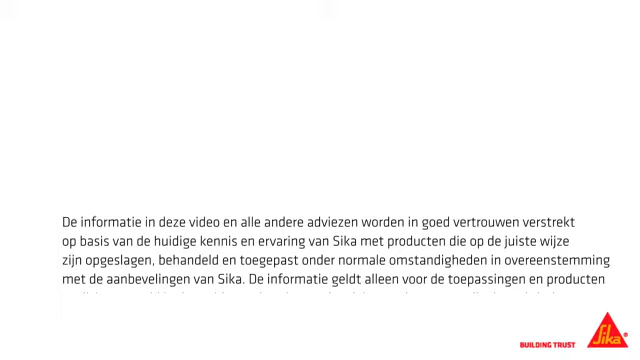 De informatie in deze video en alle andere adviezen worden in goed vertrouwen verstrekt
op basis van de huidige kennis en ervaring van Sika met producten die op de juiste wijze
zijn opgeslagen, behandeld en toegepast onder normale omstandigheden in overeenstemming
met de aanbevelingen van Sika. De informatie geldt alleen voor de toepassingen en producten
BUILDING TRUST
Sika®